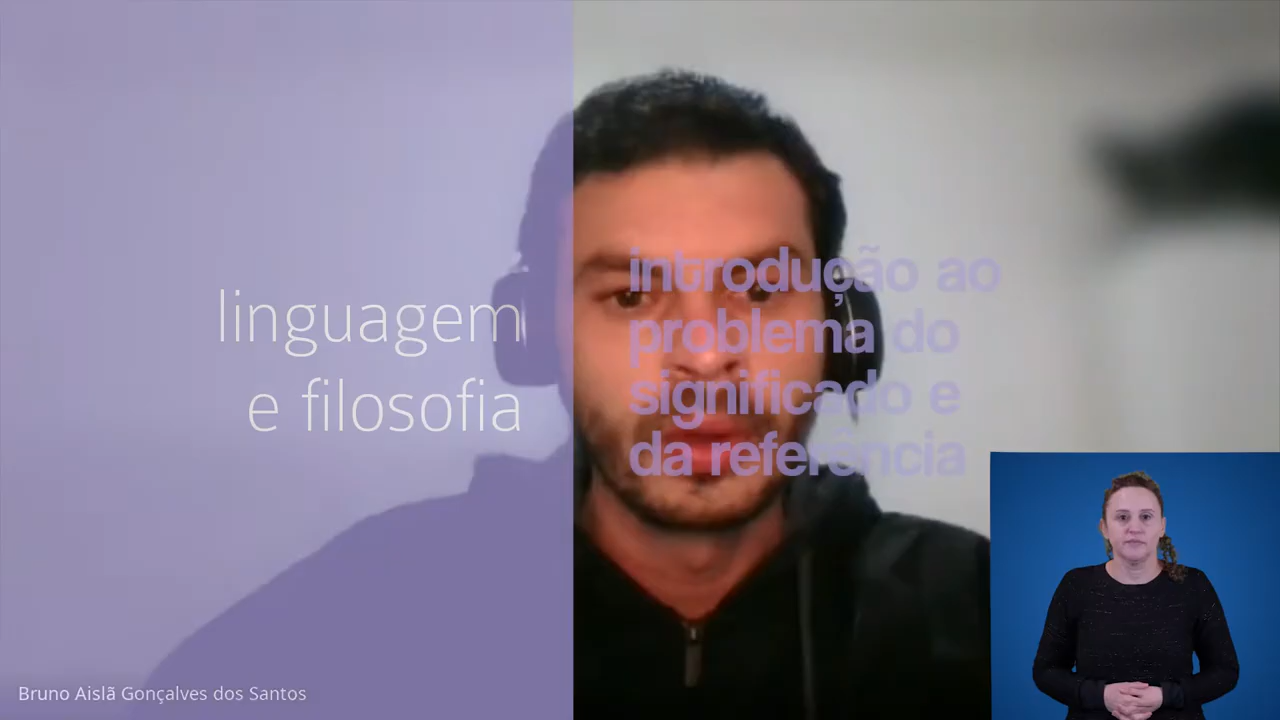 linguagem
e filosofia
introdução ao
problema do
significado e
da referência
Bruno Aislã Gonçalves dos Santos